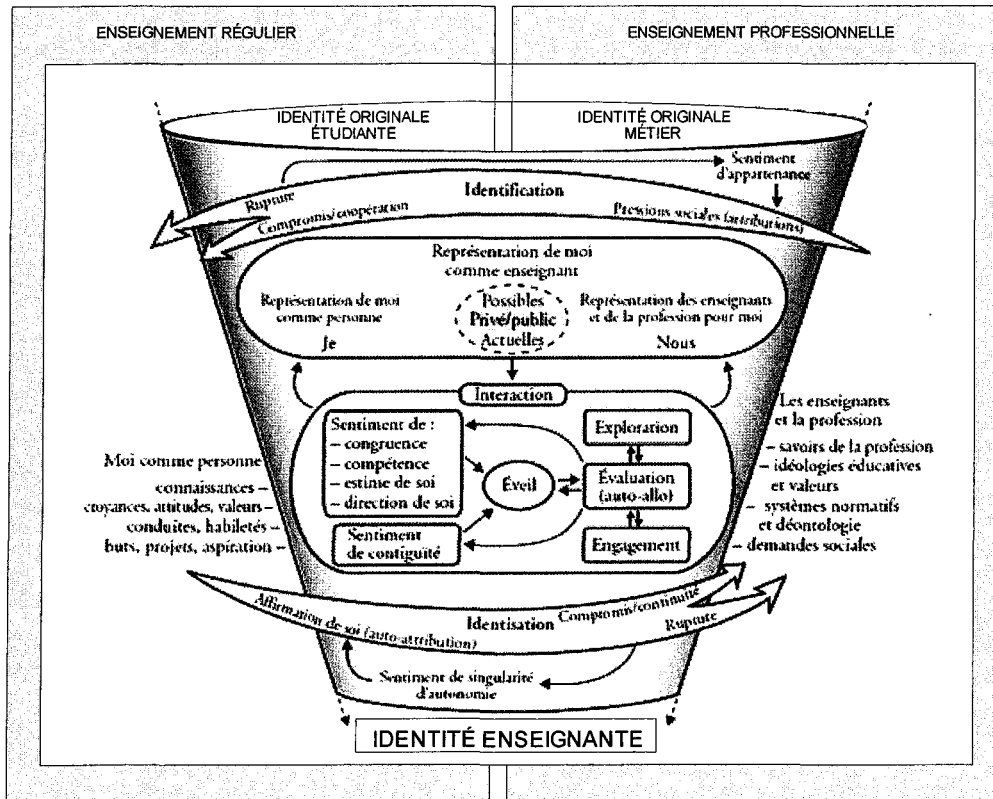 ENSEIGNEMENT RÉGULIER
ENSEIGNEMENT PROFESSIONNELLE
IDENTITÉ ORIGINALE
ÉTUDIANTE
IDENTITÉ ORIGINALE
MÉTIER
Sentiment
d'appartenance
Identification
Rupture
Compromis/coopération
Pressions sociales (attributions)
Représentation de moi
comme enseignant
Représentation de moi
comme personne
Je
Possibles
Privé/public
Actuelles
Représentation des enseignants
et de la profession pour moi
Nous
Interaction
Sentiment de :
– congruence
– compétence
– estime de soi
– direction de soi
Sentiment
de contiguïté
Éveil
Exploration
Évaluation
(auto-allo)
Engagement
Moi comme personne
connaissances –
croyances, attitudes, valeurs –
conduites, habiletés –
buts, projets, aspiration –
Les enseignants
et la profession
– savoirs de la profession
– idéologies éducatives
et valeurs
– systèmes normatifs
et déontologie
– demandes sociales
Affirmation de soi (auto-attribution)
Identisation
Compromis/continuité
Rupture
Sentiment de singularité
d'autonomie
IDENTITÉ ENSEIGNANTE